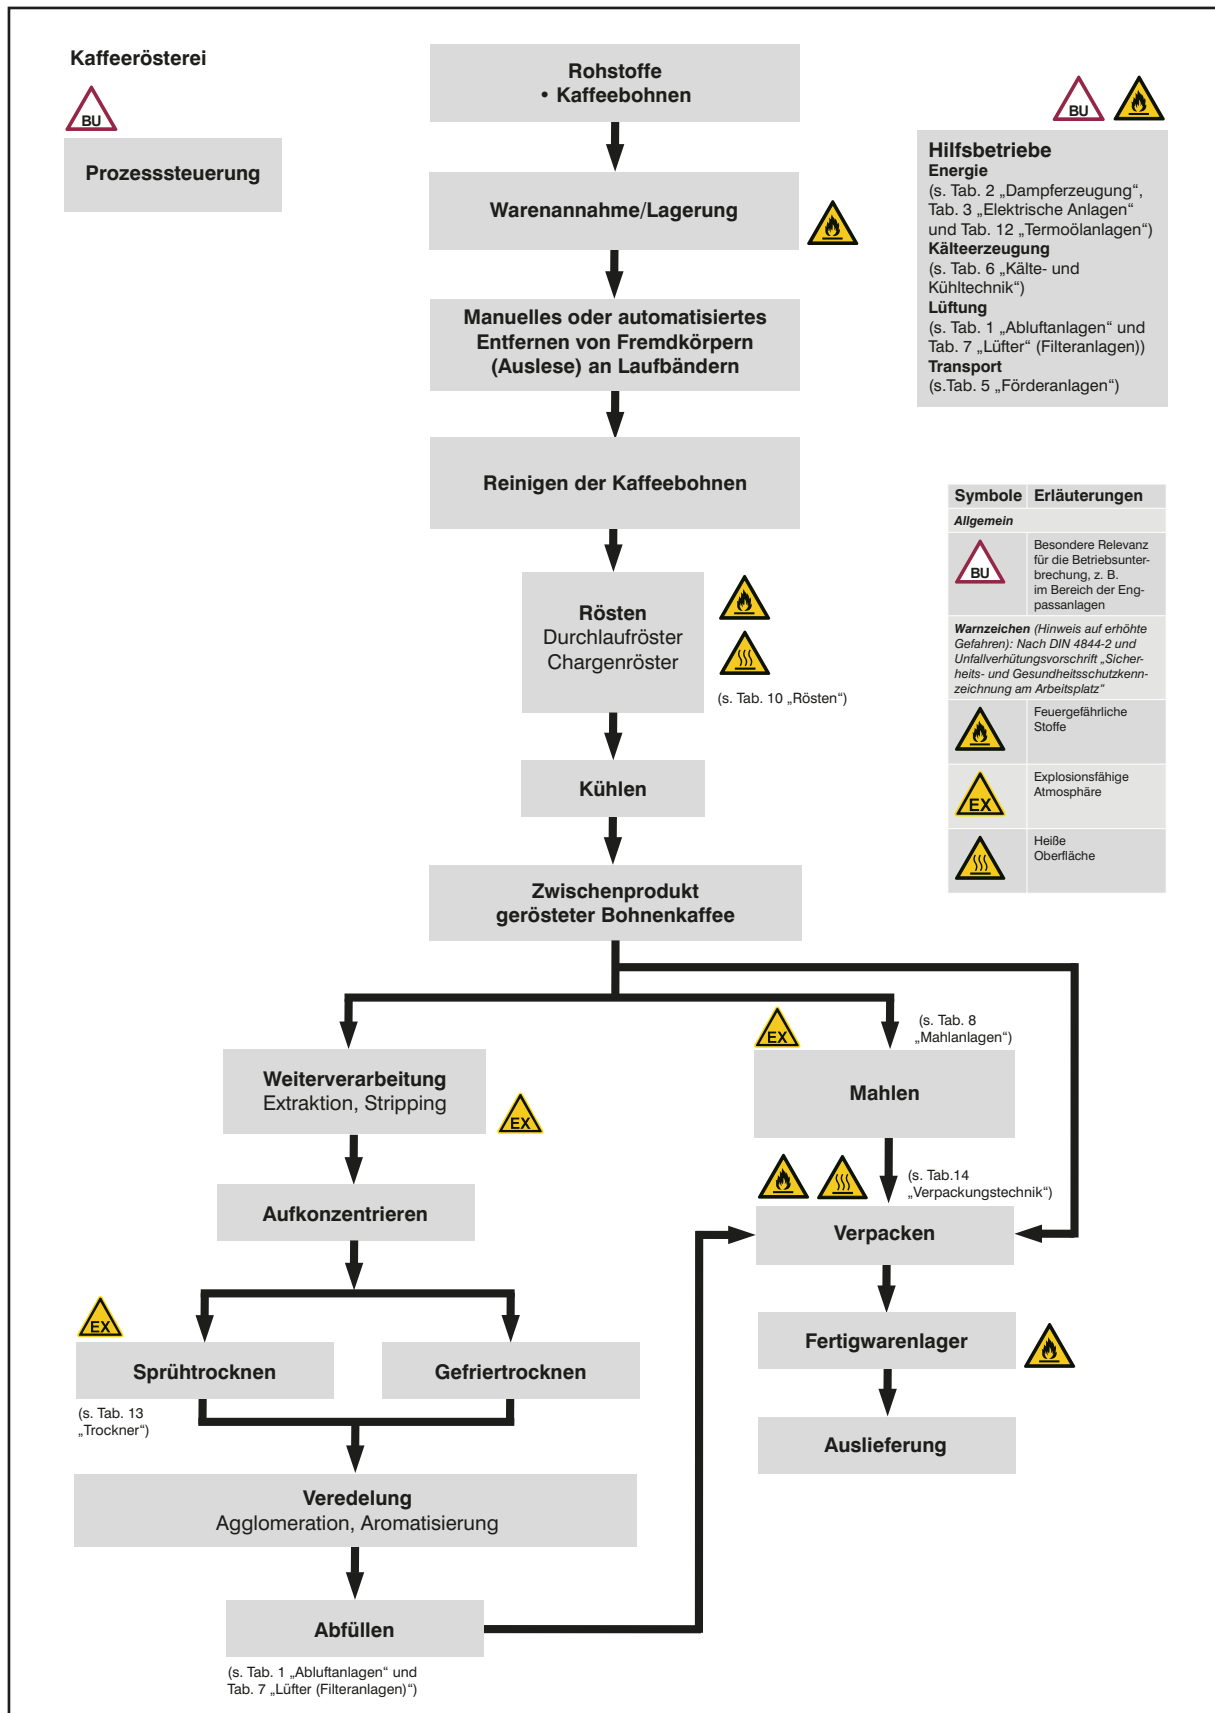 Kaffeerösterei
BU
Prozesssteuerung
Rohstoffe
• Kaffeebohnen
Warenannahme/Lagerung
Manuelles oder automatisiertes
Entfernen von Fremdkörpern
(Auslese) an Laufbändern
Reinigen der Kaffeebohnen
Rösten
Durchlaufröster
Chargenröster
(s. Tab. 10 „Rösten“)
Kühlen
Zwischenprodukt
gerösteter Bohnenkaffee
BU
Hilfsbetriebe
Energie
(s. Tab. 2 „Dampferzeugung“,
Tab. 3 „Elektrische Anlagen“
und Tab. 12 „Termoölanlagen“)
Kälteerzeugung
(s. Tab. 6 „Kälte- und
Kühltechnik“)
Lüftung
(s. Tab. 1 „Abluftanlagen“ und
Tab. 7 „Lüfter“ (Filteranlagen))
Transport
(s.Tab. 5 „Förderanlagen“)
Symbole Erläuterungen
Allgemein
BU
Besondere Relevanz
für die Betriebsunter-
brechung, z. B.
im Bereich der Eng-
passanlagen
Warnzeichen (Hinweis auf erhöhte
Gefahren): Nach DIN 4844-2 und
Unfallverhütungsvorschrift „Sicher-
heits- und Gesundheitsschutzkenn-
zeichnung am Arbeitsplatz“
Feuergefährliche
Stoffe
EX
Explosionsfähige
Atmosphäre
Heiße
Oberfläche
Weiterverarbeitung
Extraktion, Stripping
EX
Aufkonzentrieren
EX
Sprühtrocknen
(s. Tab. 13
„Trockner“)
Gefriertrocknen
Veredelung
Agglomeration, Aromatisierung
Abfüllen
(s. Tab. 1 „Abluftanlagen“ und
Tab. 7 „Lüfter (Filteranlagen)“)
EX
(s. Tab. 8
„Mahlanlagen“)
Mahlen
(s. Tab.14
„Verpackungstechnik“)
Verpacken
Fertigwarenlager
Auslieferung